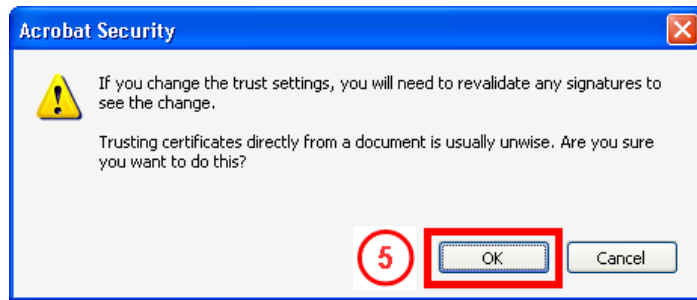 Acrobat Security
If you change the trust settings, you will need to revalidate any signatures to
see the change.
Trusting certificates directly from a document is usually unwise. Are you sure
you want to do this?
5
OK
Cancel